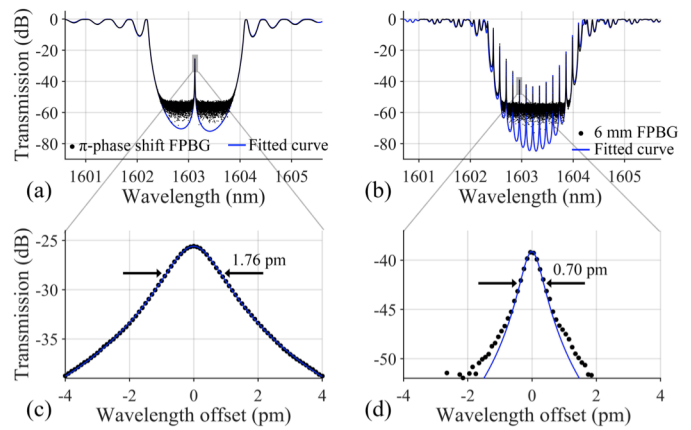 Transmission (dB)
0
-20
-40
-60
-80
π-phase shift FPBG
Fitted curve
1601 1602 1603 1604 1605
Wavelength (nm)
(a)
0
-20
-40
-60
-80
6 mm FPBG
Fitted curve
1601 1602 1603 1604 1605
Wavelength (nm)
(b)
Transmission (dB)
-25
-30
-35
1.76 pm
-4 -2 0 2 4
Wavelength offset (pm)
(c)
-40
-45
-50
0.70 pm
-4 -2 0 2 4
Wavelength offset (pm)
(d)